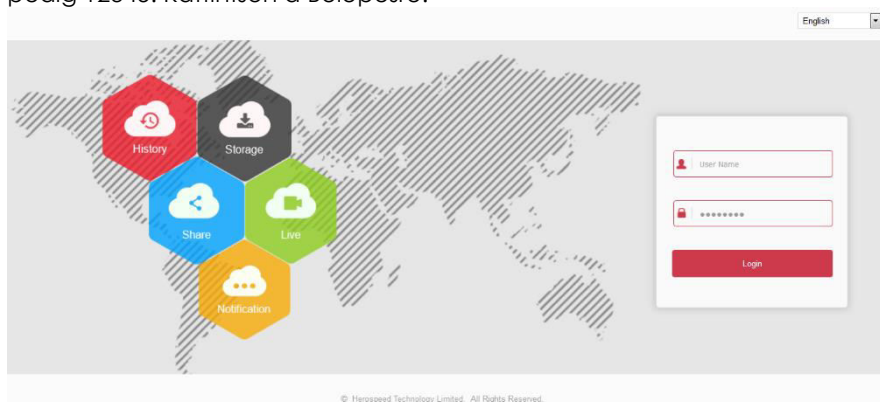 English
History
Storage
User Name
Share
Live
Login
Notification
© Herospeed Technology Limited. All Rights Reserved.